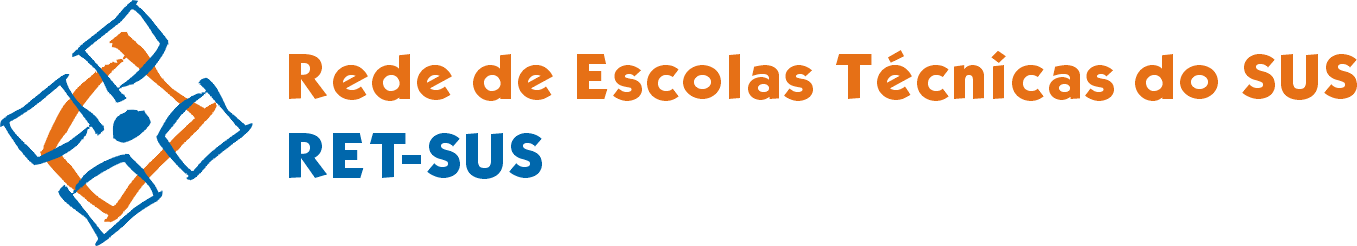 Rede de Escolas Técnicas do SUS
RET-SUS